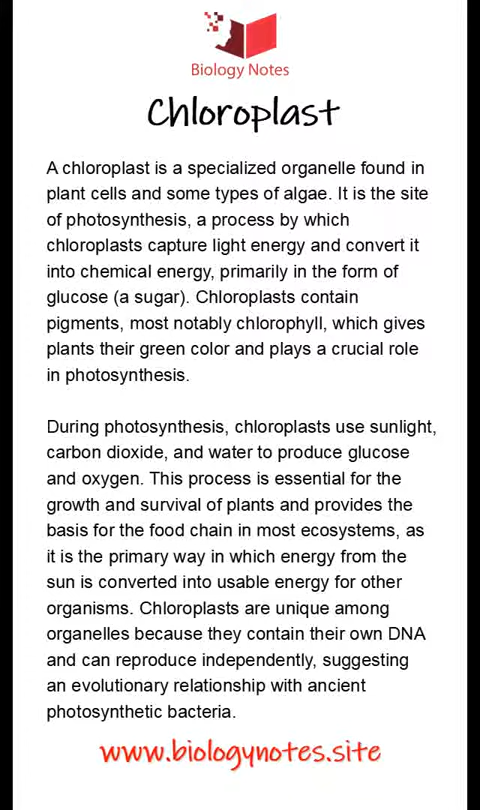 Biology Notes
Chloroplast
A chloroplast is a specialized organelle found in
plant cells and some types of algae. It is the site
of photosynthesis, a process by which
chloroplasts capture light energy and convert it
into chemical energy, primarily in the form of
glucose (a sugar). Chloroplasts contain
pigments, most notably chlorophyll, which gives
plants their green color and plays a crucial role
in photosynthesis.
During photosynthesis, chloroplasts use sunlight,
carbon dioxide, and water to produce glucose
and oxygen. This process is essential for the
growth and survival of plants and provides the
basis for the food chain in most ecosystems, as
it is the primary way in which energy from the
sun is converted into usable energy for other
organisms. Chloroplasts are unique among
organelles because they contain their own DNA
and can reproduce independently, suggesting
an evolutionary relationship with ancient
photosynthetic bacteria.
www.biologynotes.site